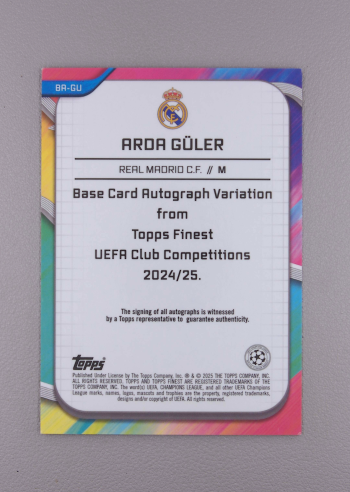 BA-GU
ARDA GÜLER
REAL MADRID C.F. // M
Base Card Autograph Variation
from
Topps Finest
UEFA Club Competitions
2024/25.
The signing of all autographs is witnessed
by a Topps representative to guarantee authenticity.
Topps
Published Under License by The Topps Company, Inc. ® & © 2025 THE TOPPS COMPANY, INC.
ALL RIGHTS RESERVED. TOPPS AND TOPPS FINEST ARE REGISTERED TRADEMARKS OF THE
TOPPS COMPANY, INC. The word(s) UEFA, CHAMPIONS LEAGUE, and all other UEFA Champions
League marks, names, logos, mascots and trophies are the property, registered trademarks,
designs and/or copyright of UEFA. All rights reserved.